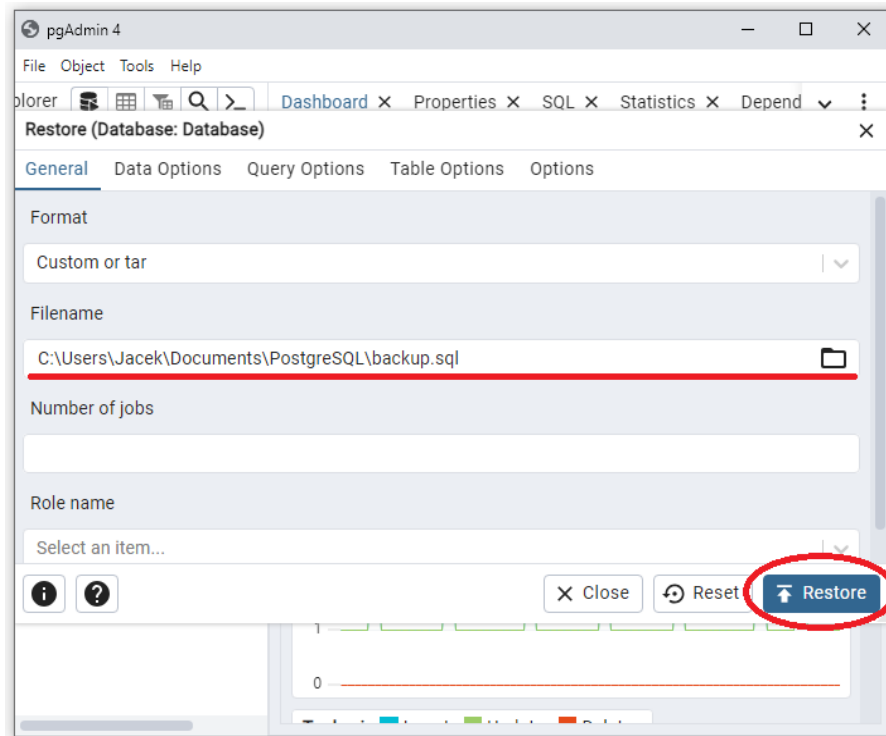 pgAdmin 4
File Object Tools Help
plorer Dashboard Properties SQL Statistics Depend
Restore (Database: Database)
General Data Options Query Options Table Options Options
Format
Custom or tar
Filename
C:\Users\Jacek\Documents\PostgreSQL\backup.sql
Number of jobs
Role name
Select an item...
Close Reset Restore
1
0